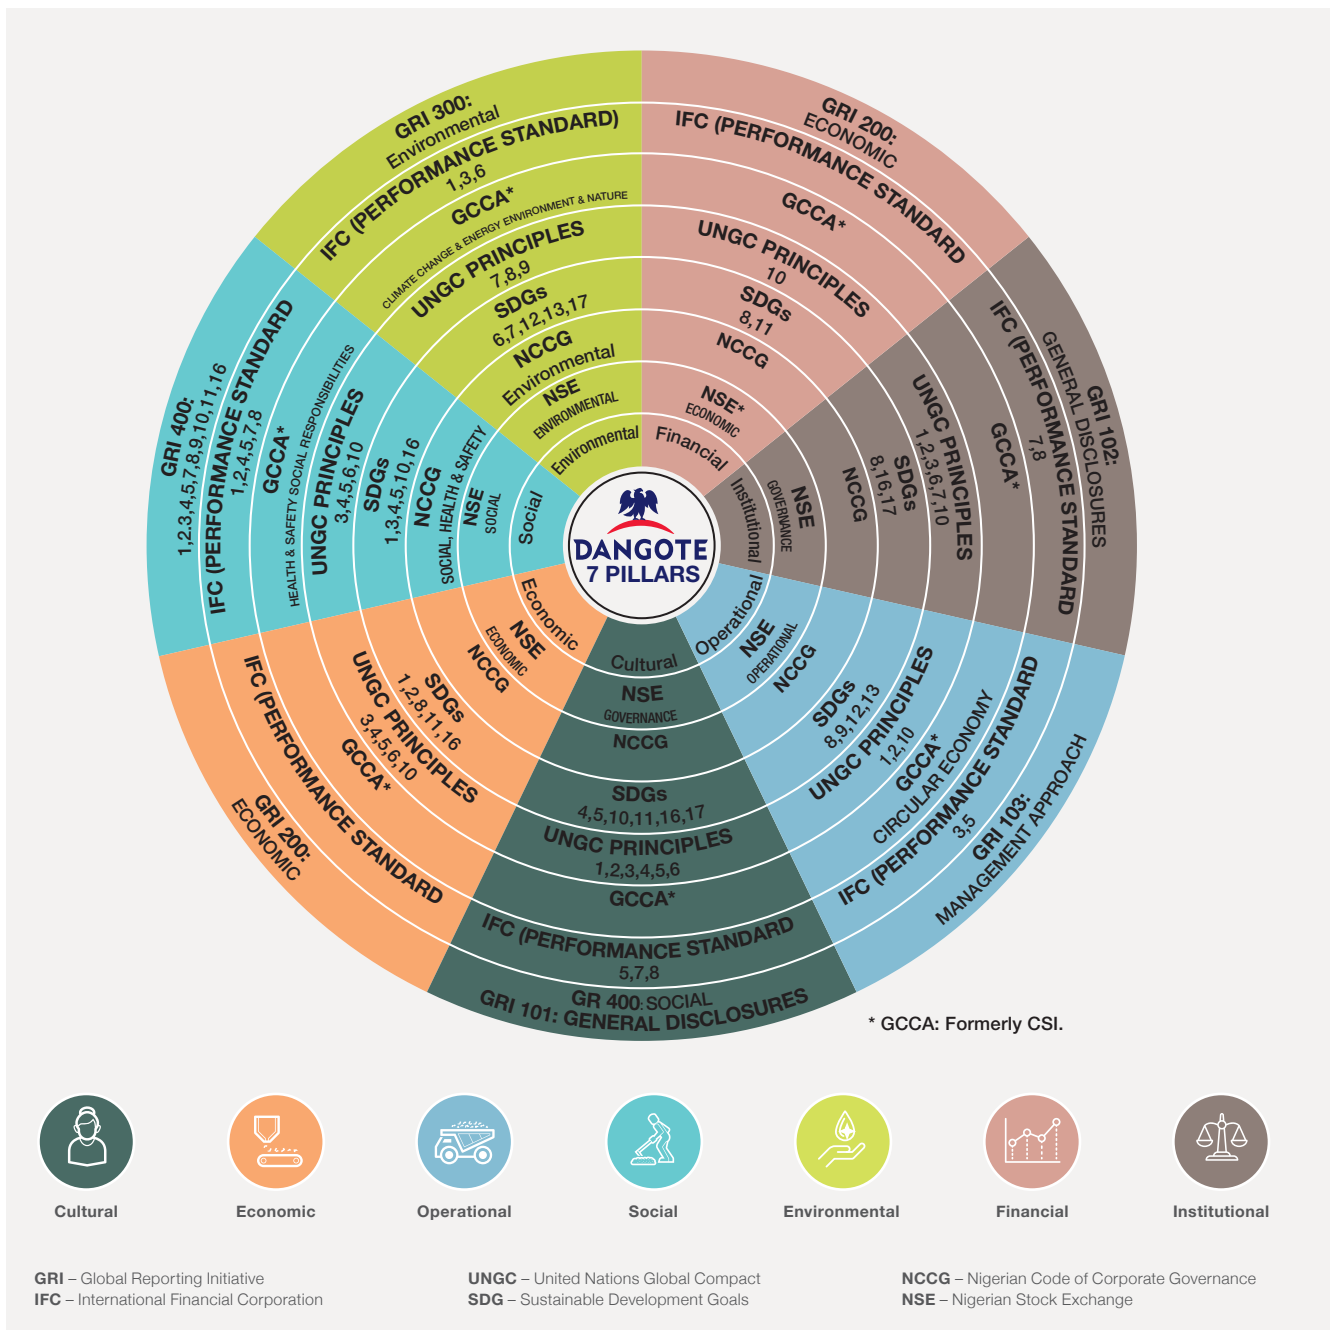 GRI 300:
Environmental
IFC (PERFORMANCE STANDARD)
1,3,6
GCCA*
CLIMATE CHANGE & ENERGY ENVIRONMENT & NATURE
UNGC PRINCIPLES
7,8,9
SDGs
6,7,12,13,17
NCCG
Environmental
NSE
ENVIRONMENTAL
Environmental
GRI 200:
ECONOMIC
IFC (PERFORMANCE STANDARD
GCCA*
UNGC PRINCIPLES
10
SDGs
8,11
NCCG
NSE*
ECONOMIC
Financial
GRI 102:
GENERAL DISCLOSURES
IFC (PERFORMANCE STANDARD
7,8
GCCA*
UNGC PRINCIPLES
1,2,3,6,7,10
SDGs
8,16,17
NCCG
NSE
GOVERNANCE
Institutional
Operational
NSE
OPERATIONAL
NCCG
SDGs
8,9,12,13
UNGC PRINCIPLES
1,2,10
GCCA*
CIRCULAR ECONOMY
IFC (PERFORMANCE STANDARD
3,5
GRI 103:
MANAGEMENT APPROACH
Cultural
NSE
GOVERNANCE
NCCG
SDGs
4,5,10,11,16,17
UNGC PRINCIPLES
1,2,3,4,5,6
GCCA*
IFC (PERFORMANCE STANDARD
5,7,8
GR 400: SOCIAL
GRI 101: GENERAL DISCLOSURES
Economic
NSE
ECONOMIC
NCCG
SDGs
1,2,8,11,16
UNGC PRINCIPLES
3,4,5,6,10
GCCA*
IFC (PERFORMANCE STANDARD
GRI 200:
ECONOMIC
GRI 400:
1,2.3,4,5,7,8,9,10,11,16
IFC (PERFORMANCE STANDARD
1,2,4,5,7,8
GCCA*
HEALTH & SAFETY SOCIAL RESPONSIBILITIES
UNGC PRINCIPLES
3,4,5,6,10
SDGs
1,3,4,5,10,16
NCCG
SOCIAL, HEALTH & SAFETY
NSE
SOCIAL
Social
DANGOTE
7 PILLARS
* GCCA: Formerly CSI.
Cultural
Economic
Operational
Social
Environmental
Financial
Institutional
GRI – Global Reporting Initiative
IFC – International Financial Corporation
UNGC – United Nations Global Compact
SDG – Sustainable Development Goals
NCCG – Nigerian Code of Corporate Governance
NSE – Nigerian Stock Exchange